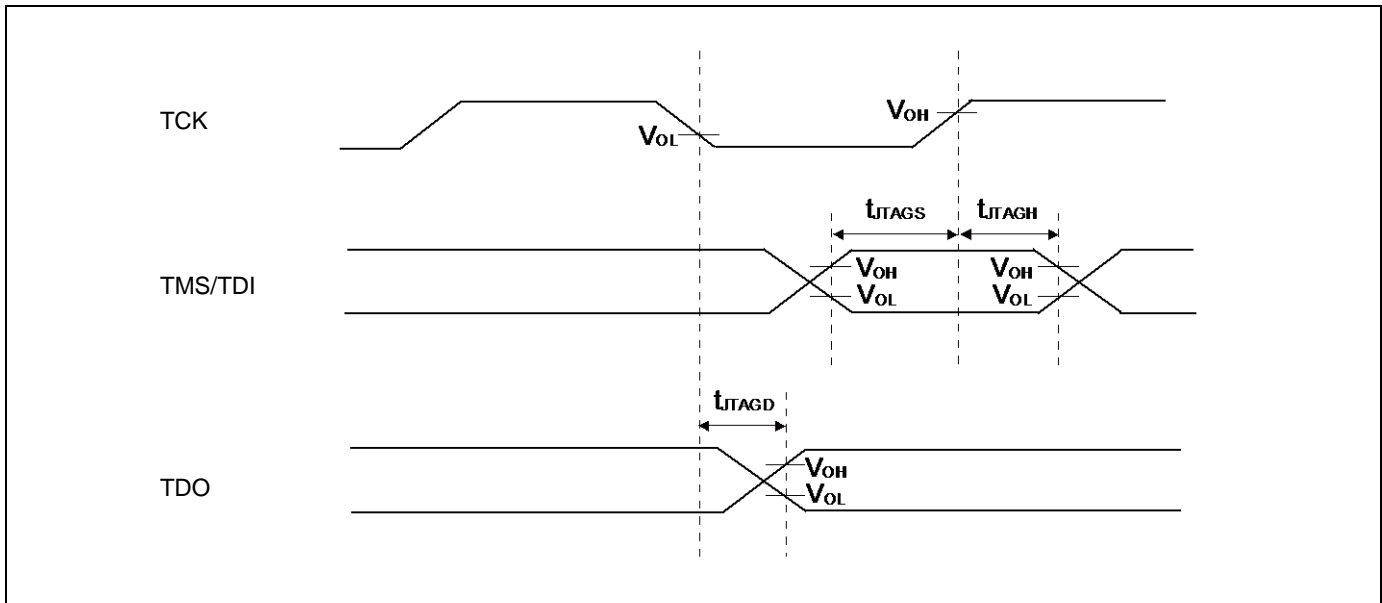 TCK
VOL
VOH
tJTAGS
tJTAGH
TMS/TDI
VOH
VOL
VOH
VOL
tJTAGD
TDO
VOH
VOL